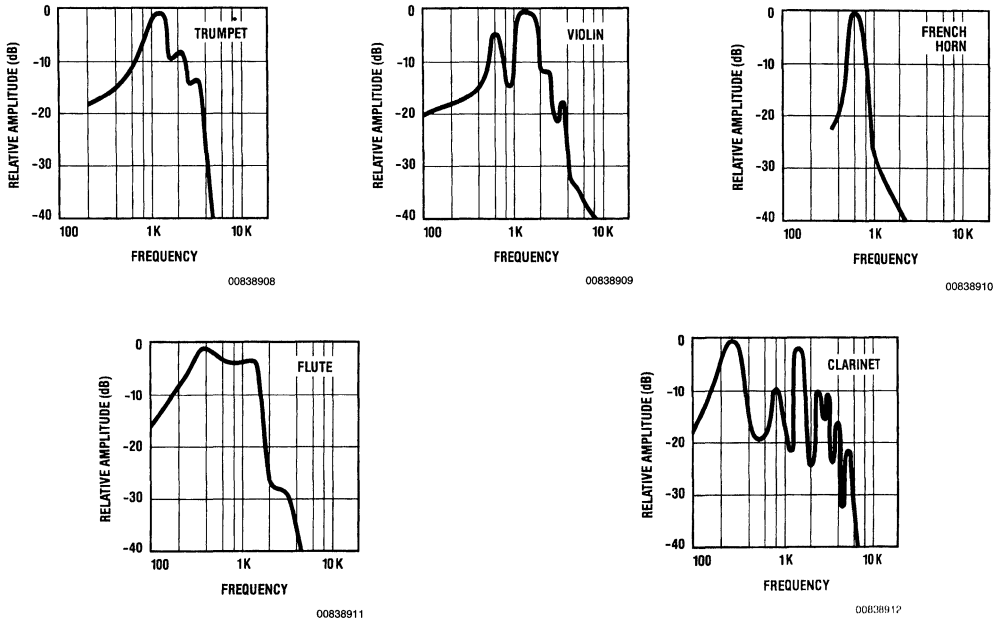 RELATIVE AMPLITUDE (dB)
0
-10
-20
-30
-40
TRUMPET
100
1K
10K
FREQUENCY
00838908
RELATIVE AMPLITUDE (dB)
0
-10
-20
-30
-40
VIOLIN
100
1K
10K
FREQUENCY
00838909
RELATIVE AMPLITUDE (dB)
0
-10
-20
-30
-40
FRENCH
HORN
100
1K
10K
FREQUENCY
00838910
RELATIVE AMPLITUDE (dB)
0
-10
-20
-30
-40
FLUTE
100
1K
10K
FREQUENCY
00838911
RELATIVE AMPLITUDE (dB)
0
-10
-20
-30
-40
CLARINET
100
1K
10K
FREQUENCY
00838912